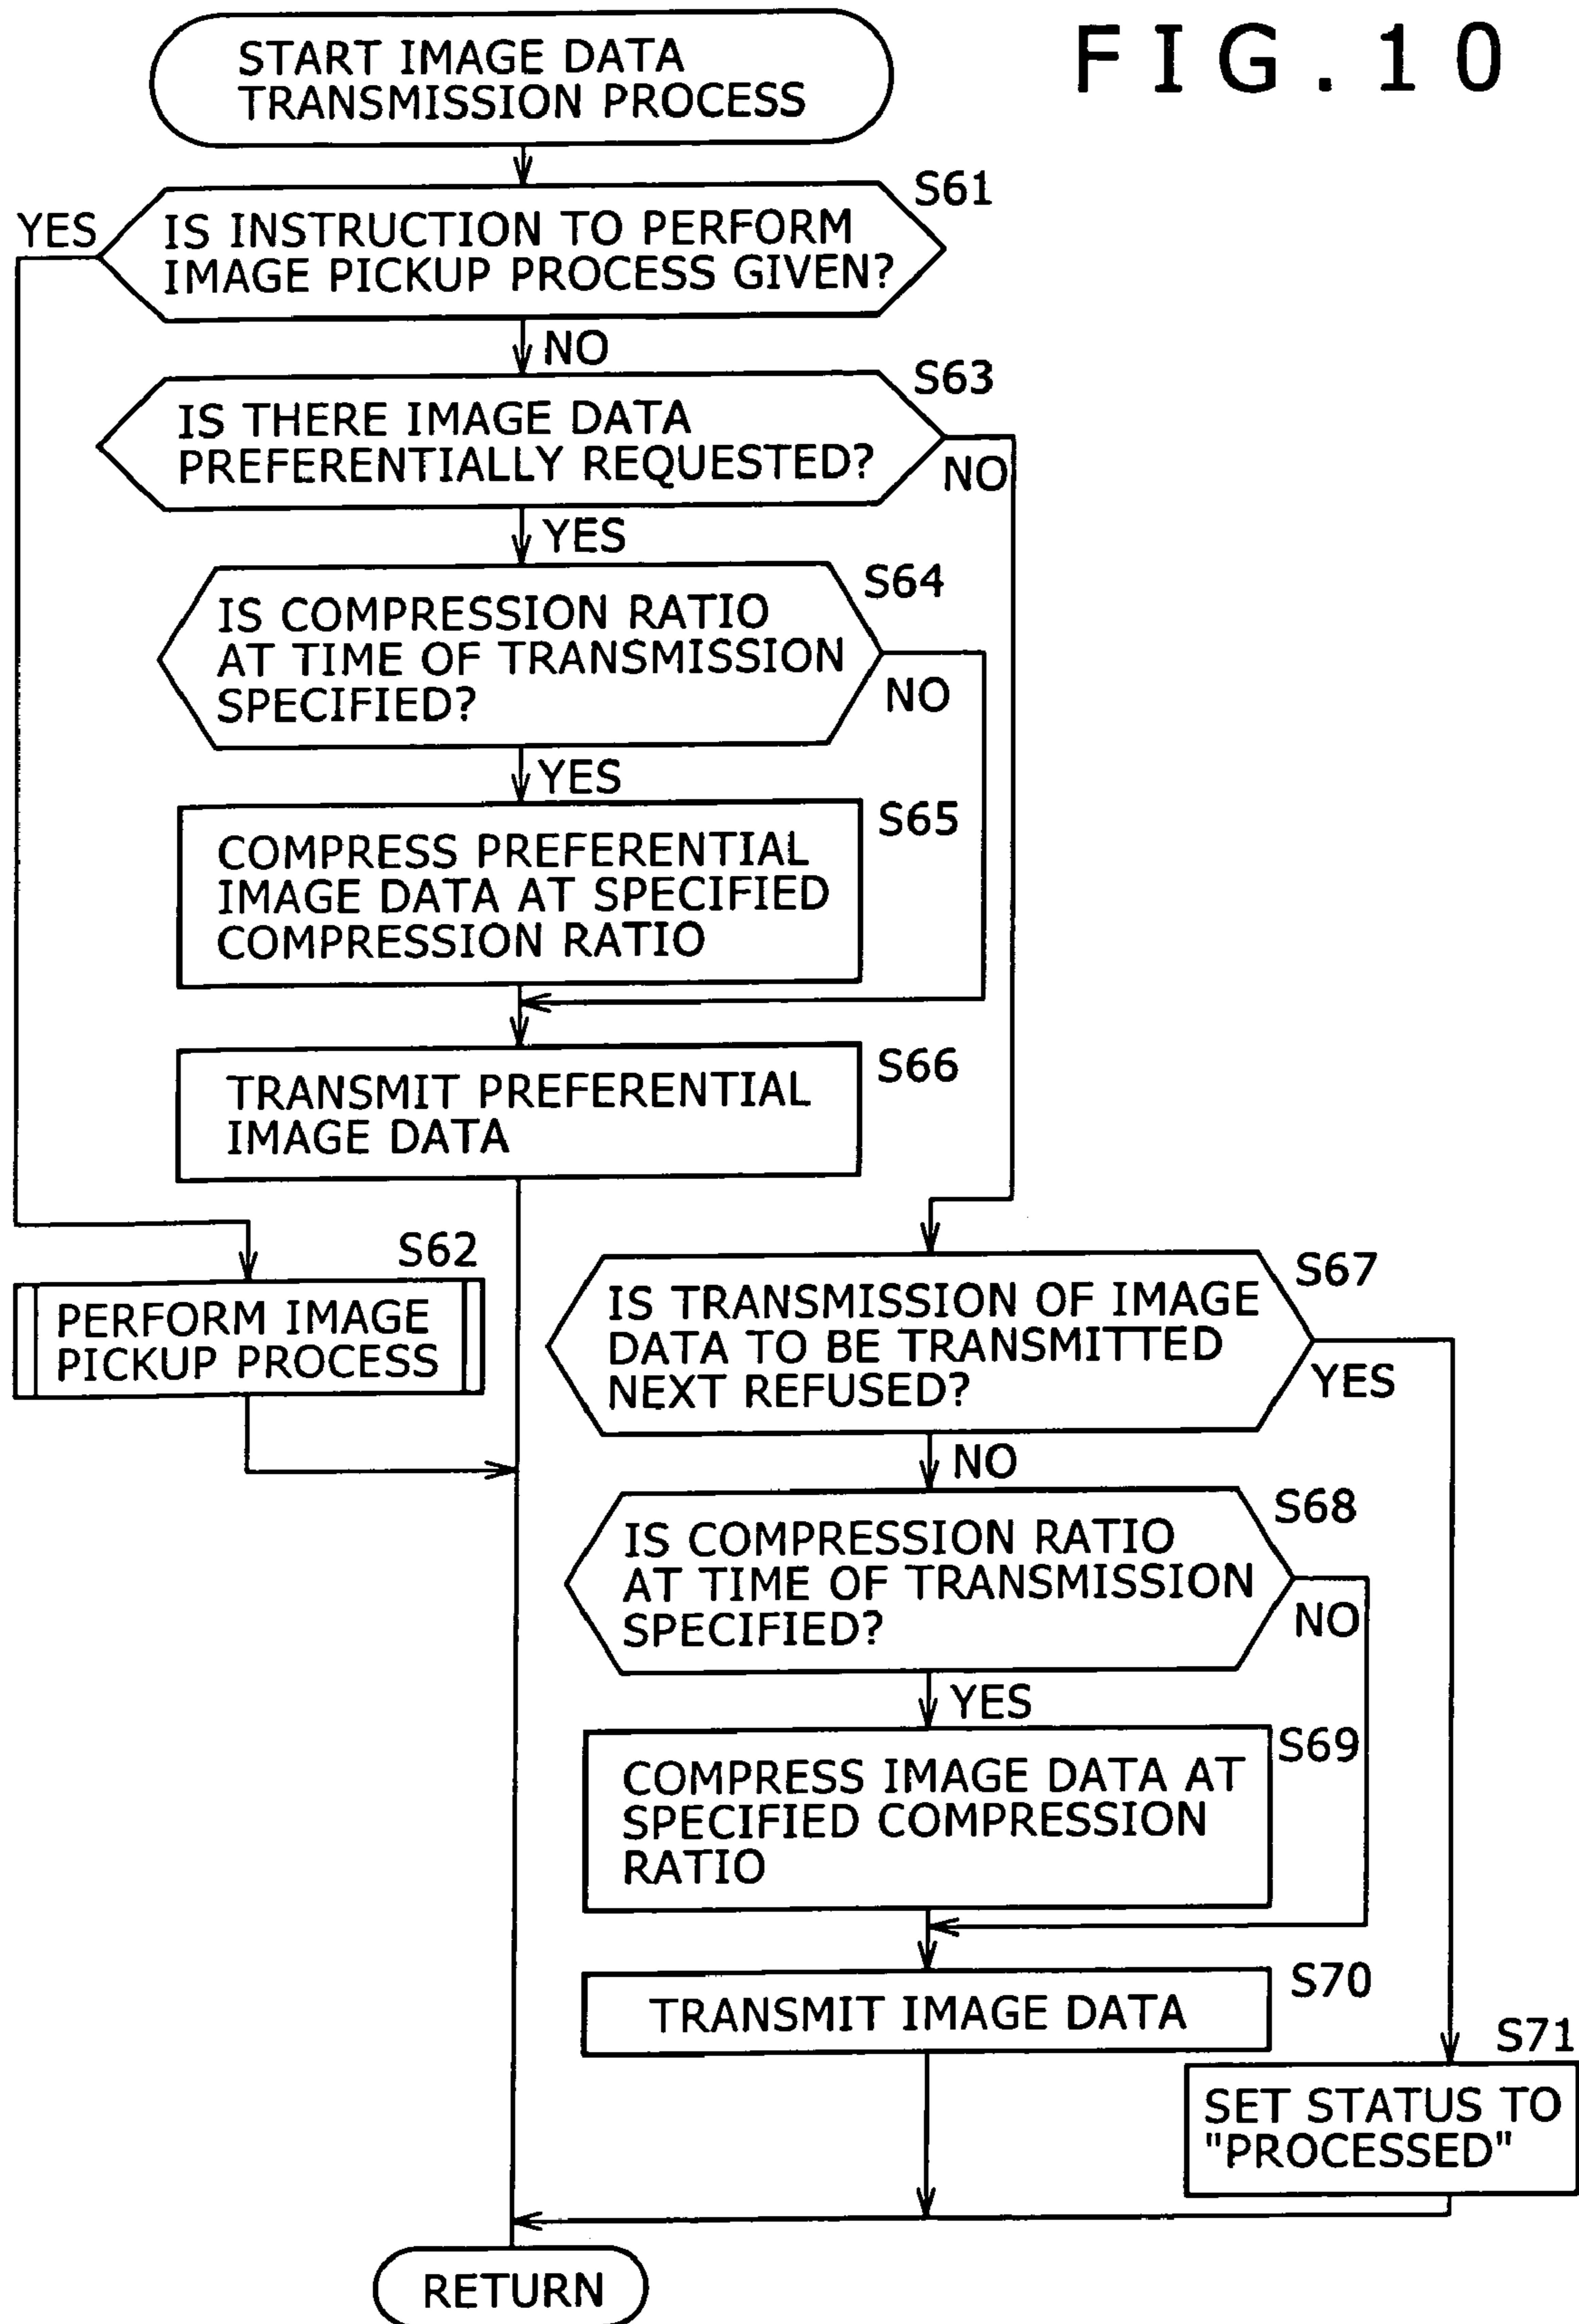 FIG.10
START IMAGE DATA
TRANSMISSION PROCESS
S61
YES
IS INSTRUCTION TO PERFORM
IMAGE PICKUP PROCESS GIVEN?
NO
S63
IS THERE IMAGE DATA
PREFERENTIALLY REQUESTED?
NO
YES
S64
IS COMPRESSION RATIO
AT TIME OF TRANSMISSION
SPECIFIED?
NO
YES
S65
COMPRESS PREFERENTIAL
IMAGE DATA AT SPECIFIED
COMPRESSION RATIO
S66
TRANSMIT PREFERENTIAL
IMAGE DATA
S62
PERFORM IMAGE
PICKUP PROCESS
S67
IS TRANSMISSION OF IMAGE
DATA TO BE TRANSMITTED
NEXT REFUSED?
YES
NO
S68
IS COMPRESSION RATIO
AT TIME OF TRANSMISSION
SPECIFIED?
NO
YES
S69
COMPRESS IMAGE DATA AT
SPECIFIED COMPRESSION
RATIO
S70
TRANSMIT IMAGE DATA
S71
SET STATUS TO
"PROCESSED"
RETURN